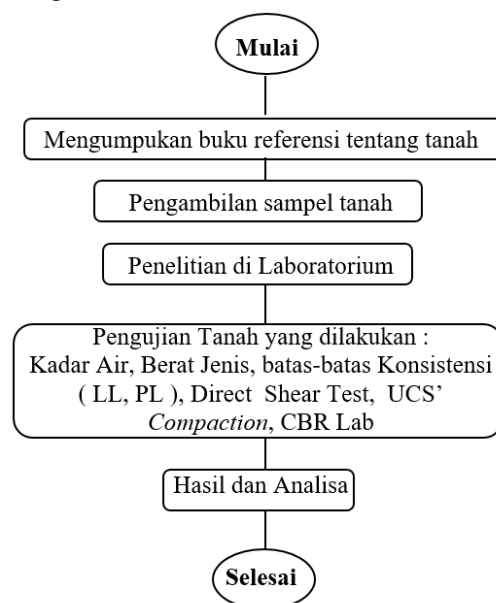 Mulai
Mengumpukan buku referensi tentang tanah
Pengambilan sampel tanah
Penelitian di Laboratorium
Pengujian Tanah yang dilakukan :
Kadar Air, Berat Jenis, batas-batas Konsistensi
( LL, PL ), Direct Shear Test, UCS’
Compaction, CBR Lab
Hasil dan Analisa
Selesai